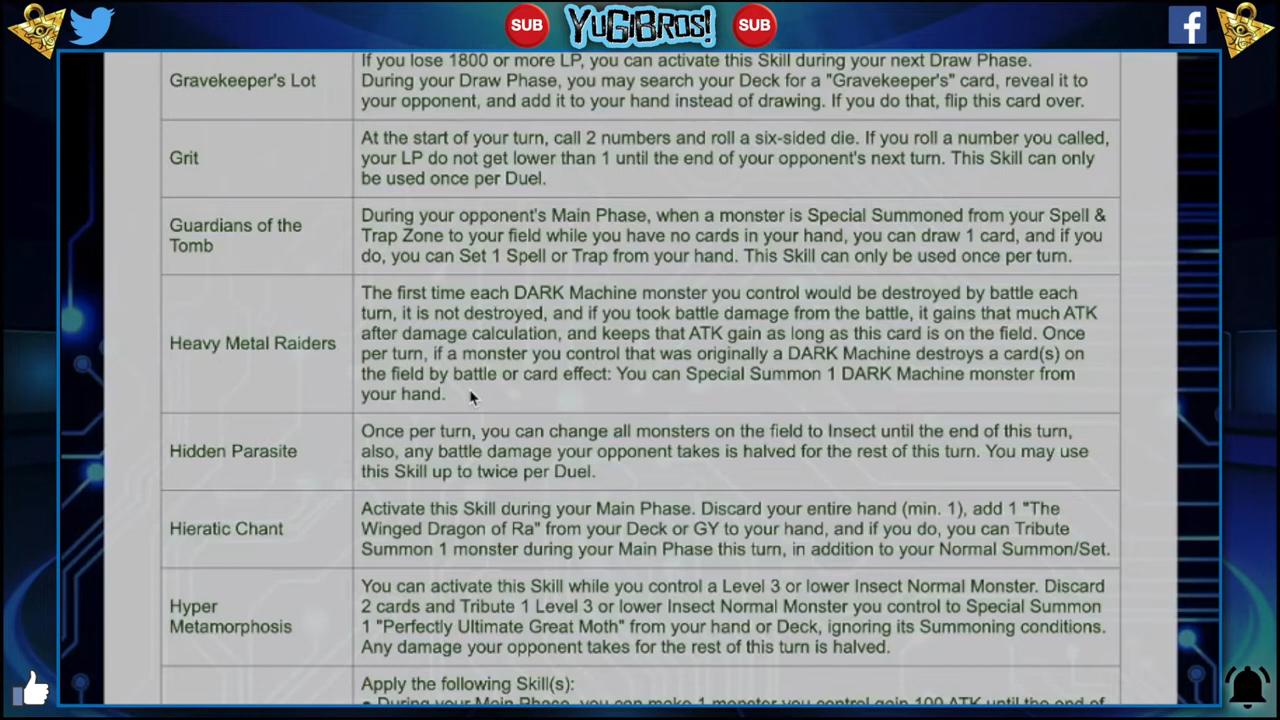 SUB
YUGIBROS!
SUB
If you lose 1800 or more LP, you can activate this Skill during your next Draw Phase.
Gravekeeper's Lot
During your Draw Phase, you may search your Deck for a "Gravekeeper's" card, reveal it to
your opponent, and add it to your hand instead of drawing. If you do that, flip this card over.
Grit
At the start of your turn, call 2 numbers and roll a six-sided die. If you roll a number you called,
your LP do not get lower than 1 until the end of your opponent's next turn. This Skill can only
be used once per Duel.
Guardians of the
Tomb
During your opponent's Main Phase, when a monster is Special Summoned from your Spell &
Trap Zone to your field while you have no cards in your hand, you can draw 1 card, and if you
do, you can Set 1 Spell or Trap from your hand. This Skill can only be used once per turn.
Heavy Metal Raiders
The first time each DARK Machine monster you control would be destroyed by battle each
turn, it is not destroyed, and if you took battle damage from the battle, it gains that much ATK
after damage calculation, and keeps that ATK gain as long as this card is on the field. Once
per turn, if a monster you control that was originally a DARK Machine destroys a card(s) on
the field by battle or card effect: You can Special Summon 1 DARK Machine monster from
your hand.
Hidden Parasite
Once per turn, you can change all monsters on the field to Insect until the end of this turn,
also, any battle damage your opponent takes is halved for the rest of this turn. You may use
this Skill up to twice per Duel.
Hieratic Chant
Activate this Skill during your Main Phase. Discard your entire hand (min. 1), add 1 "The
Winged Dragon of Ra" from your Deck or GY to your hand, and if you do, you can Tribute
Summon 1 monster during your Main Phase this turn, in addition to your Normal Summon/Set.
Hyper
Metamorphosis
You can activate this Skill while you control a Level 3 or lower Insect Normal Monster. Discard
2 cards and Tribute 1 Level 3 or lower Insect Normal Monster you control to Special Summon
1 "Perfectly Ultimate Great Moth" from your hand or Deck, ignoring its Summoning conditions.
Any damage your opponent takes for the rest of this turn is halved.
Apply the following Skill(s):
• During your Main Phase, you can make 1 monster you control gain 100 ATK until the end of